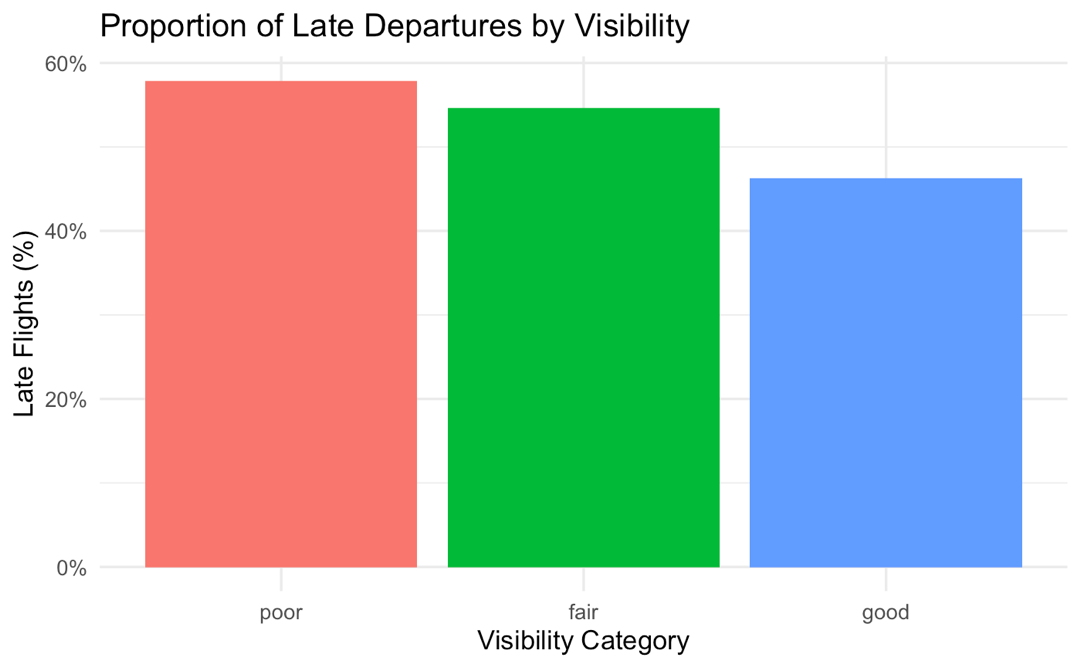 Proportion of Late Departures by Visibility
60%
40%
20%
0%
Late Flights (%)
poor
fair
good
Visibility Category